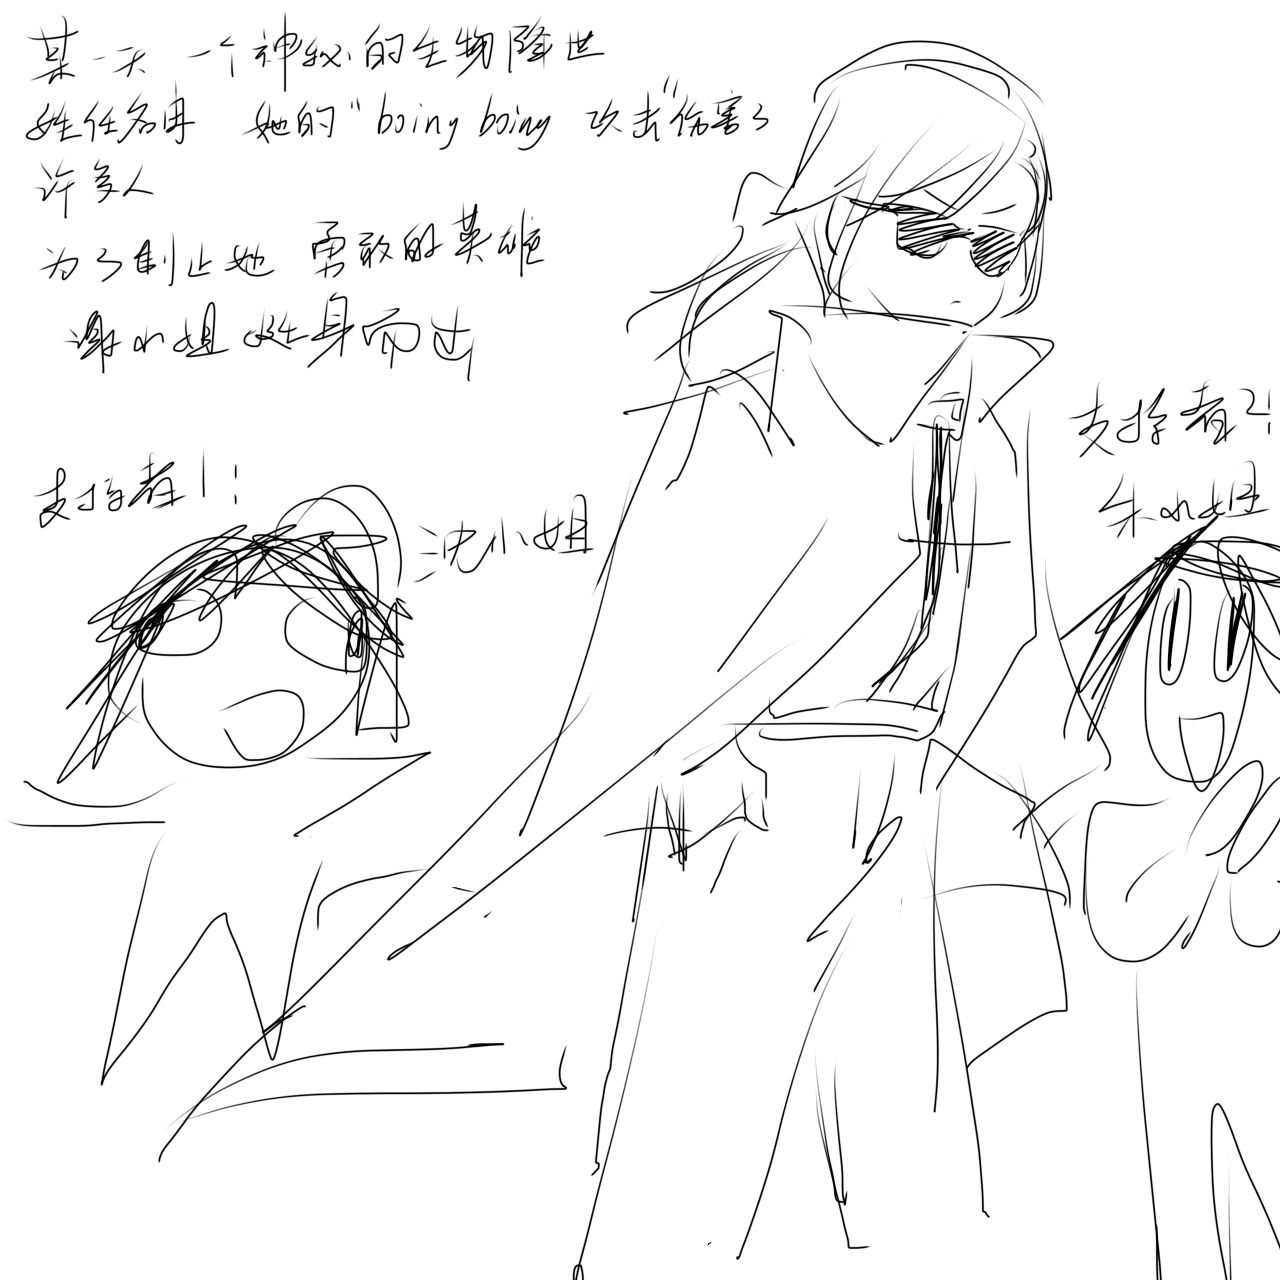 某一天 一个神秘的生物降世
姓任名冉 她的"boing boing 攻击"伤害了
许多人
为了制止她 勇敢的英雄
谢小姐 挺身而出
支持者1:
沈小姐
支持者2:
朱小姐